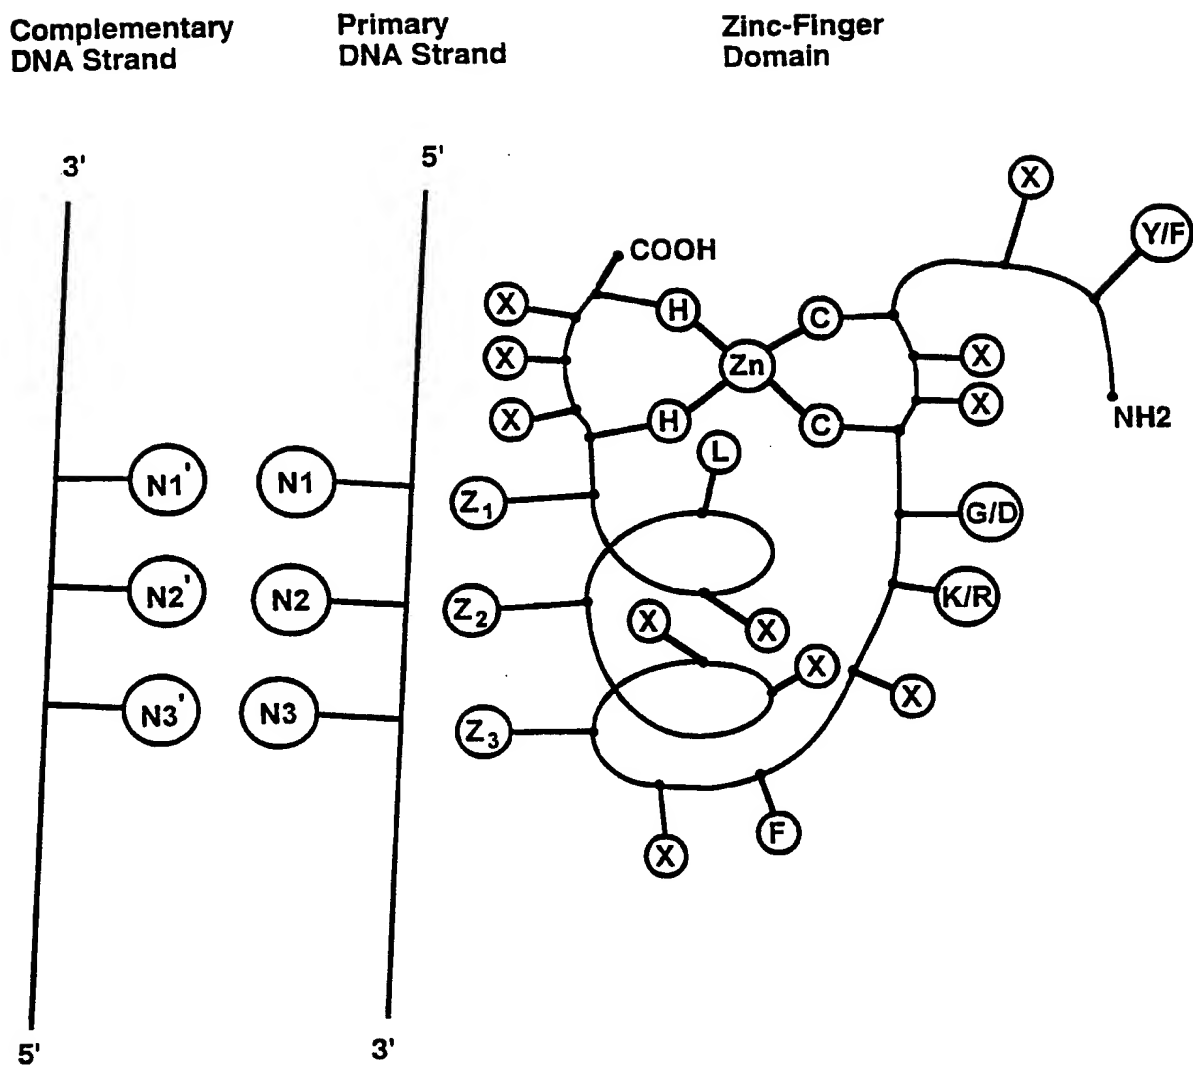 Complementary
DNA Strand
Primary
DNA Strand
Zinc-Finger
Domain
3'
5'
X
Y/F
COOH
X
H
C
X
Zn
X
X
X
H
C
NH2
L
N1'
N1
Z1
G/D
N2'
N2
Z2
X
X
K/R
X
X
N3'
N3
Z3
F
X
5'
3'